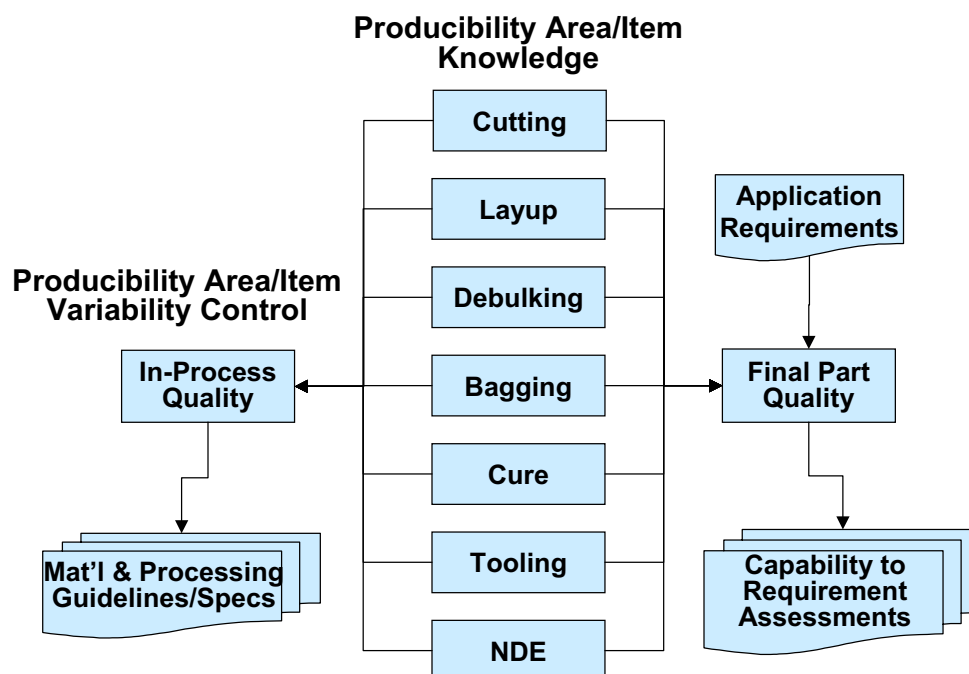 Producibility Area/Item
Knowledge
Cutting
Layup
Debulking
Bagging
Cure
Tooling
NDE
Producibility Area/Item
Variability Control
In-Process
Quality
Mat'l & Processing
Guidelines/Specs
Application
Requirements
Final Part
Quality
Capability to
Requirement
Assessments